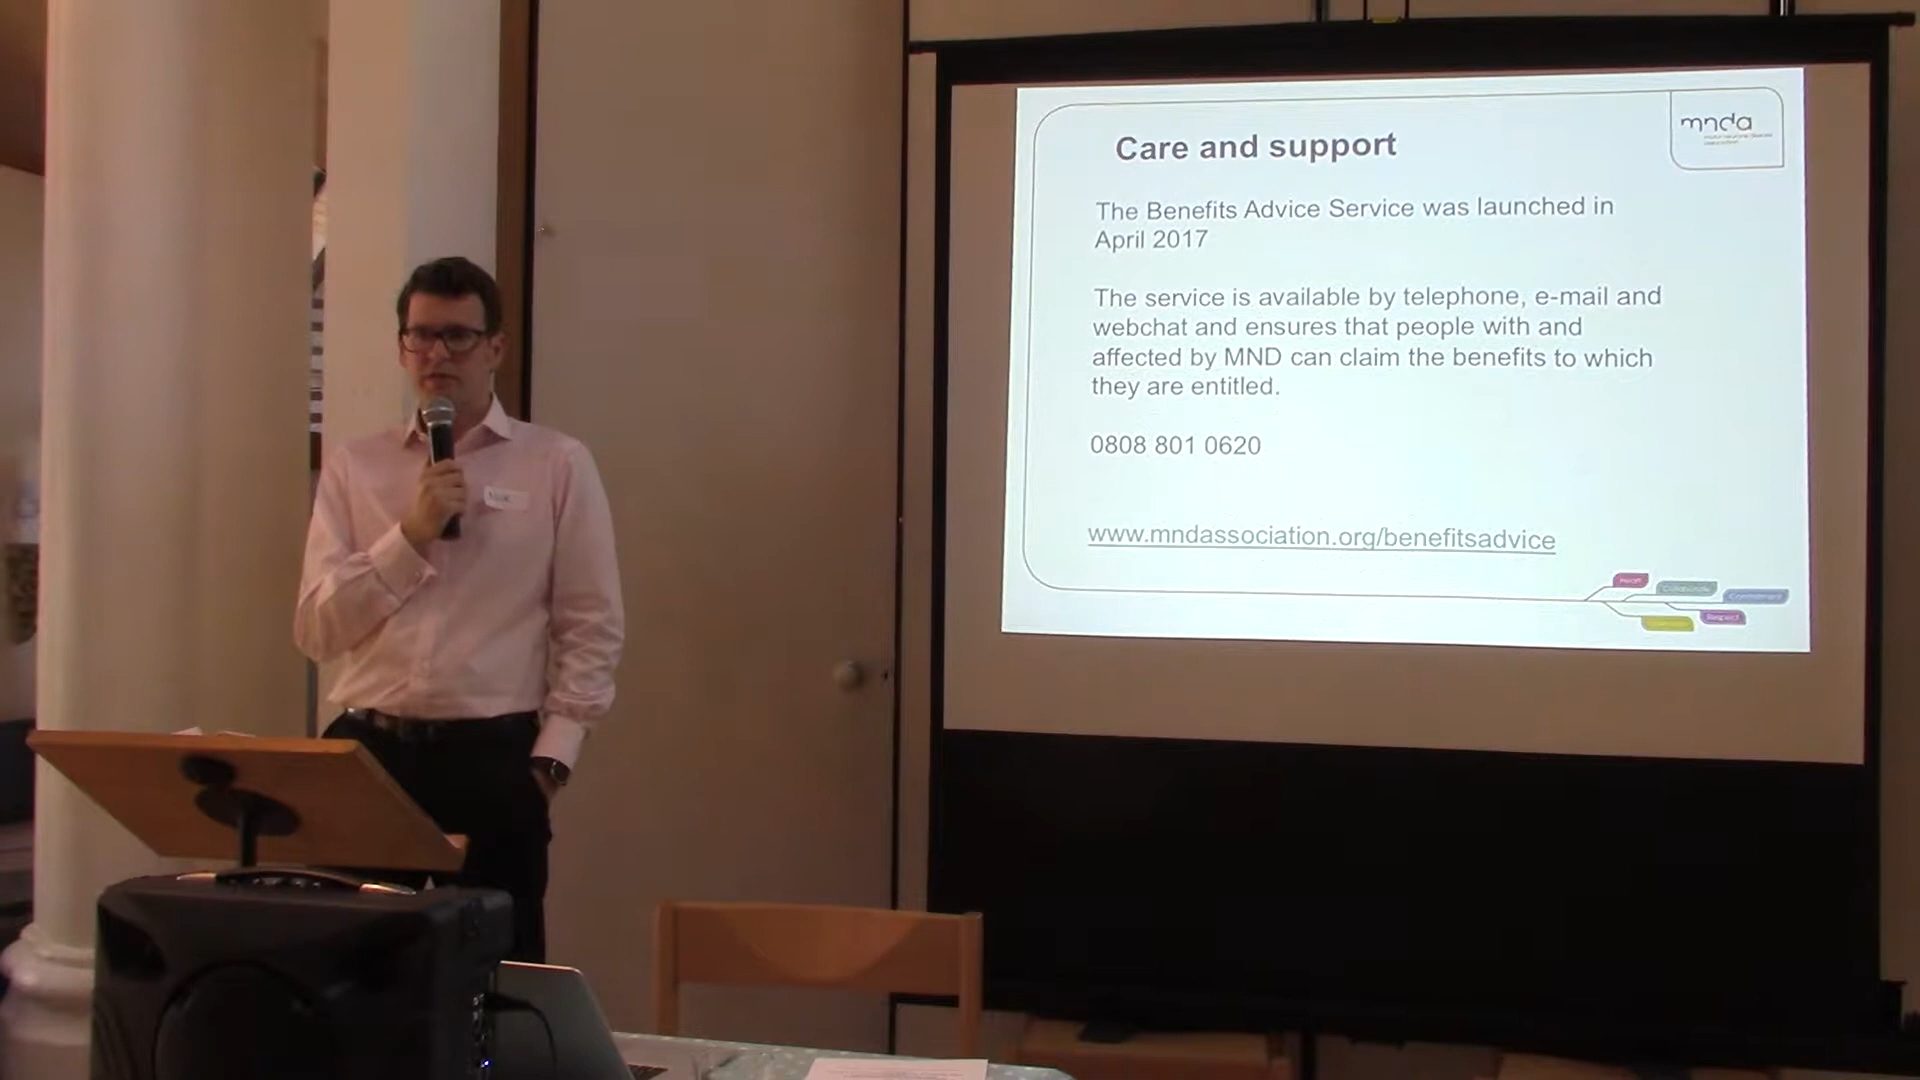 Care and support
mnda
The Benefits Advice Service was launched in
April 2017
The service is available by telephone, e-mail and
webchat and ensures that people with and
affected by MND can claim the benefits to which
they are entitled.
0808 801 0620
www.mndassociation.org/benefitsadvice